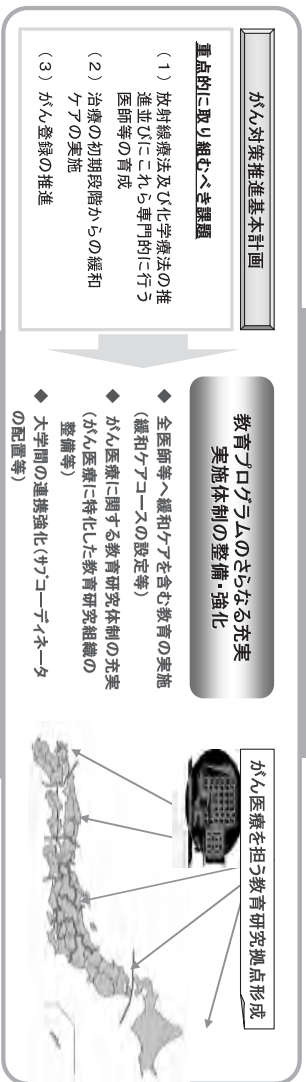 がん対策推進基本計画
重点的に取り組むべき課題
（１）放射線療法及び化学療法の推
進並びにこれら専門的に行う
医師等の育成
（２）治療の初期段階からの緩和
ケアの実施
（３）がん登録の推進
教育プログラムのさらなる充実
実施体制の整備・強化
◆ 全医師等へ緩和ケアを含む教育の実施
（緩和ケアコースの設定等）
◆ がん医療に関する教育研究体制の充実
（がん医療に特化した教育研究組織の
整備等）
◆ 大学間の連携強化（サブコーディネータ
の配置等）
がん医療を担う教育研究拠点形成